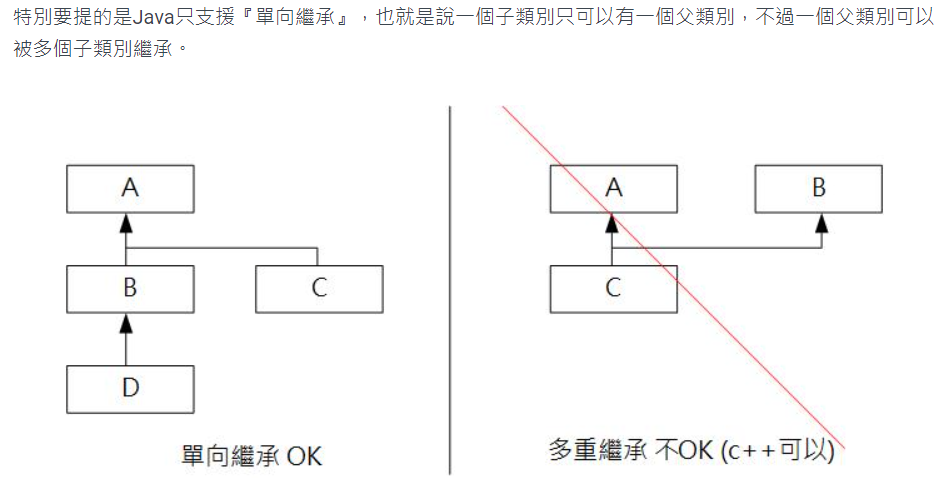 特別要提的是Java只支援『單向繼承』，也就是說一個子類別只可以有一個父類別，不過一個父類別可以
被多個子類別繼承。
A
B
C
D
單向繼承 OK
A
B
C
多重繼承 不OK (c++可以)